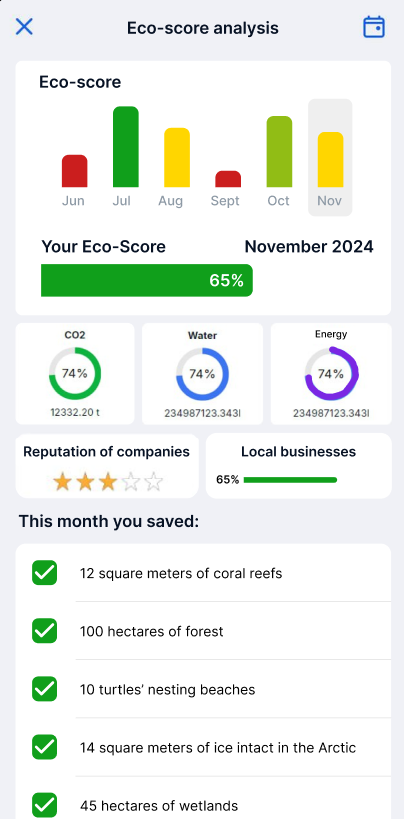 Eco-score analysis
Eco-score
Jun Jul Aug Sept Oct Nov
Your Eco-Score November 2024
65%
CO2 Water Energy
74% 74% 74%
12332.20 t 234987123.343l 234987123.343l
Reputation of companies Local businesses
65%
This month you saved:
12 square meters of coral reefs
100 hectares of forest
10 turtles’ nesting beaches
14 square meters of ice intact in the Arctic
45 hectares of wetlands